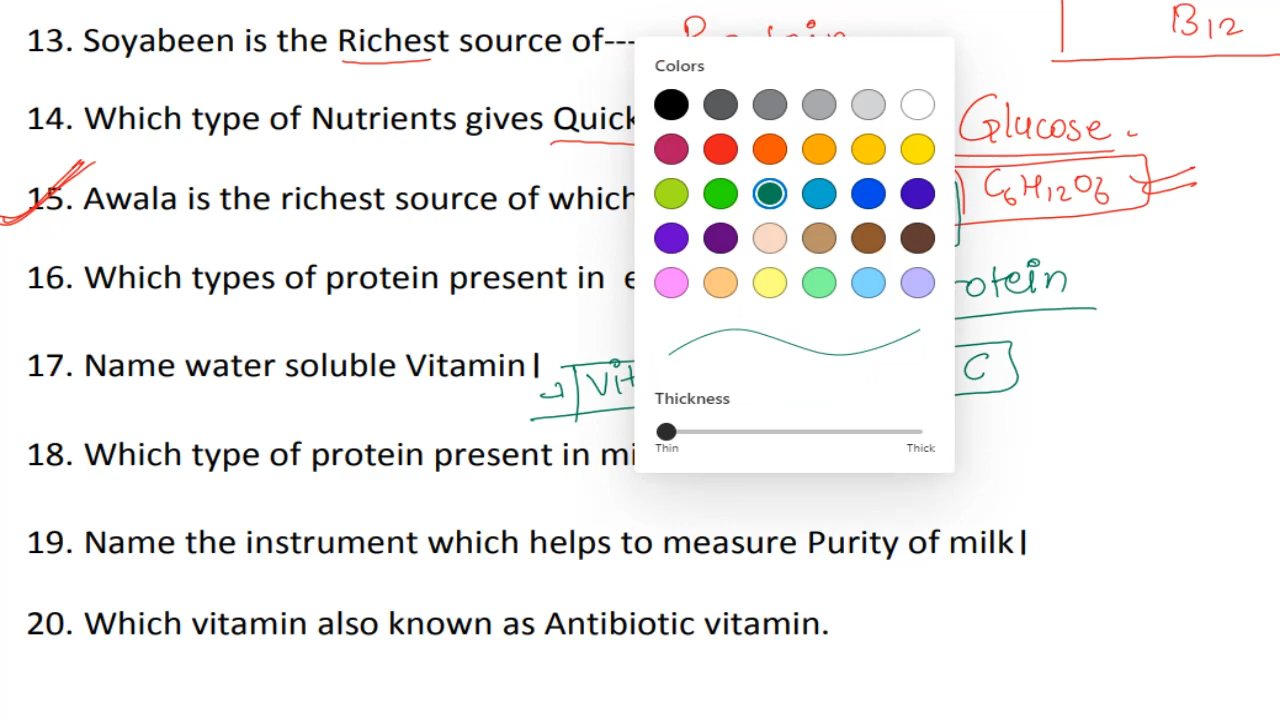 13. Soyabeen is the Richest source of--- Protein
B12
Colors
14. Which type of Nutrients gives Quick
Glucose.
C6H12O6
15. Awala is the richest source of which
16. Which types of protein present in e
otein
17. Name water soluble Vitamin|
Vit
C
Thickness
Thin
Thick
18. Which type of protein present in mi
19. Name the instrument which helps to measure Purity of milk|
20. Which vitamin also known as Antibiotic vitamin.